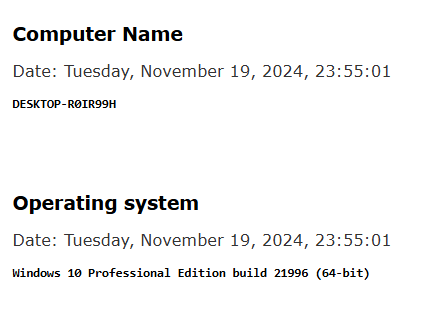 Computer Name
Date: Tuesday, November 19, 2024, 23:55:01
DESKTOP-R0IR99H
Operating system
Date: Tuesday, November 19, 2024, 23:55:01
Windows 10 Professional Edition build 21996 (64-bit)